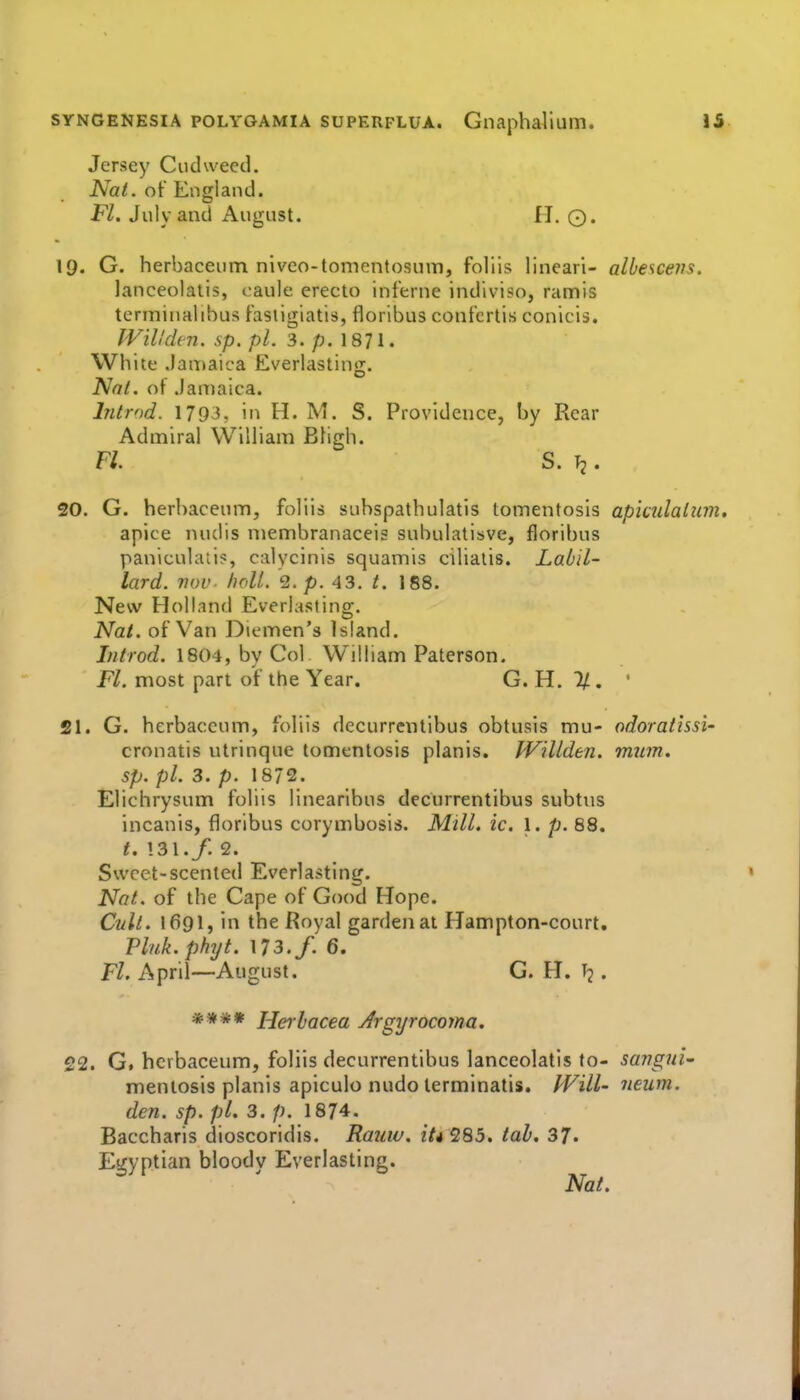 SYNGENESIA POLYGAMIA SUPERFLUA. Gnaphalium. 15
Jersey Cudweed.
Nat. of England.
Fl. July and August. H. ☉.
19. G. herbaceum niveo-tomentosum, foliis lineari- albescens.
lanceolatis, caule erecto inferne indiviso, ramis
terminalibus fastigiatis, floribus confertis conicis.
Willden. sp. pl. 3. p. 1871.
White Jamaica Everlasting.
Nat. of Jamaica.
Introd. 1793, in H. M. S. Providence, by Rear
Admiral William Bligh.
Fl. S. ♄.
20. G. herbaceum, foliis subspathulatis tomentosis apiculatum.
apice nudis membranaceis subulatisve, floribus
paniculatis, calycinis squamis ciliatis. Labil-
lard. nov. holl. 2. p. 43. t. 188.
New Holland Everlasting.
Nat. of Van Diemen's Island.
Introd. 1804, by Col. William Paterson.
Fl. most part of the Year. G. H. ♃.
21. G. herbaceum, foliis decurrentibus obtusis mu- odoratissi-
cronatis utrinque tomentosis planis. Willden. mum.
sp. pl. 3. p. 1872.
Elichrysum foliis linearibus decurrentibus subtus
incanis, floribus corymbosis. Mill. ic. 1. p. 88.
t. 131. f. 2.
Sweet-scented Everlasting.
Nat. of the Cape of Good Hope.
Cult. 1691, in the Royal garden at Hampton-court.
Pluk. phyt. 173. f. 6.
Fl. April—August. G. H. ♄.
**** Herbacea Argyrocoma.
22. G. herbaceum, foliis decurrentibus lanceolatis to- sangui-
mentosis planis apiculo nudo terminatis. Will- neum.
den. sp. pl. 3. p. 1874.
Baccharis dioscoridis. Rauw. it. 285. tab. 37.
Egyptian bloody Everlasting.
Nat.